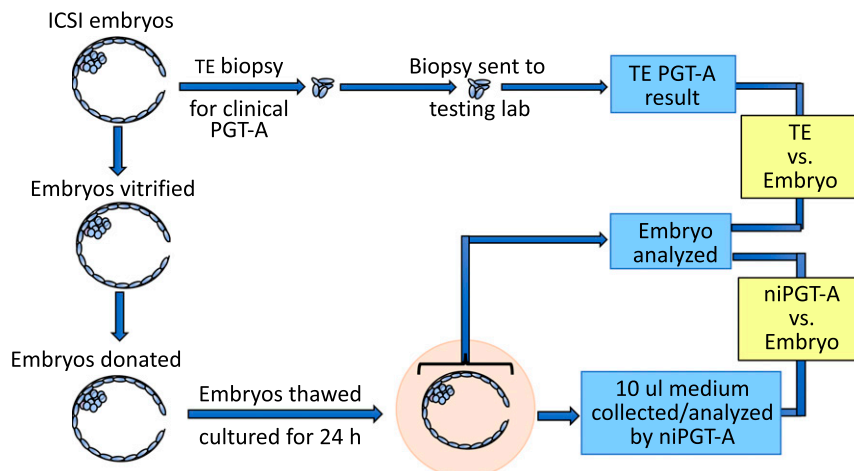 ICSI embryos
TE biopsy
for clinical
PGT-A
Biopsy sent to
testing lab
TE PGT-A
result
TE
vs.
Embryo
Embryos vitrified
Embryo
analyzed
niPGT-A
vs.
Embryo
Embryos donated
Embryos thawed
cultured for 24 h
10 ul medium
collected/analyzed
by niPGT-A